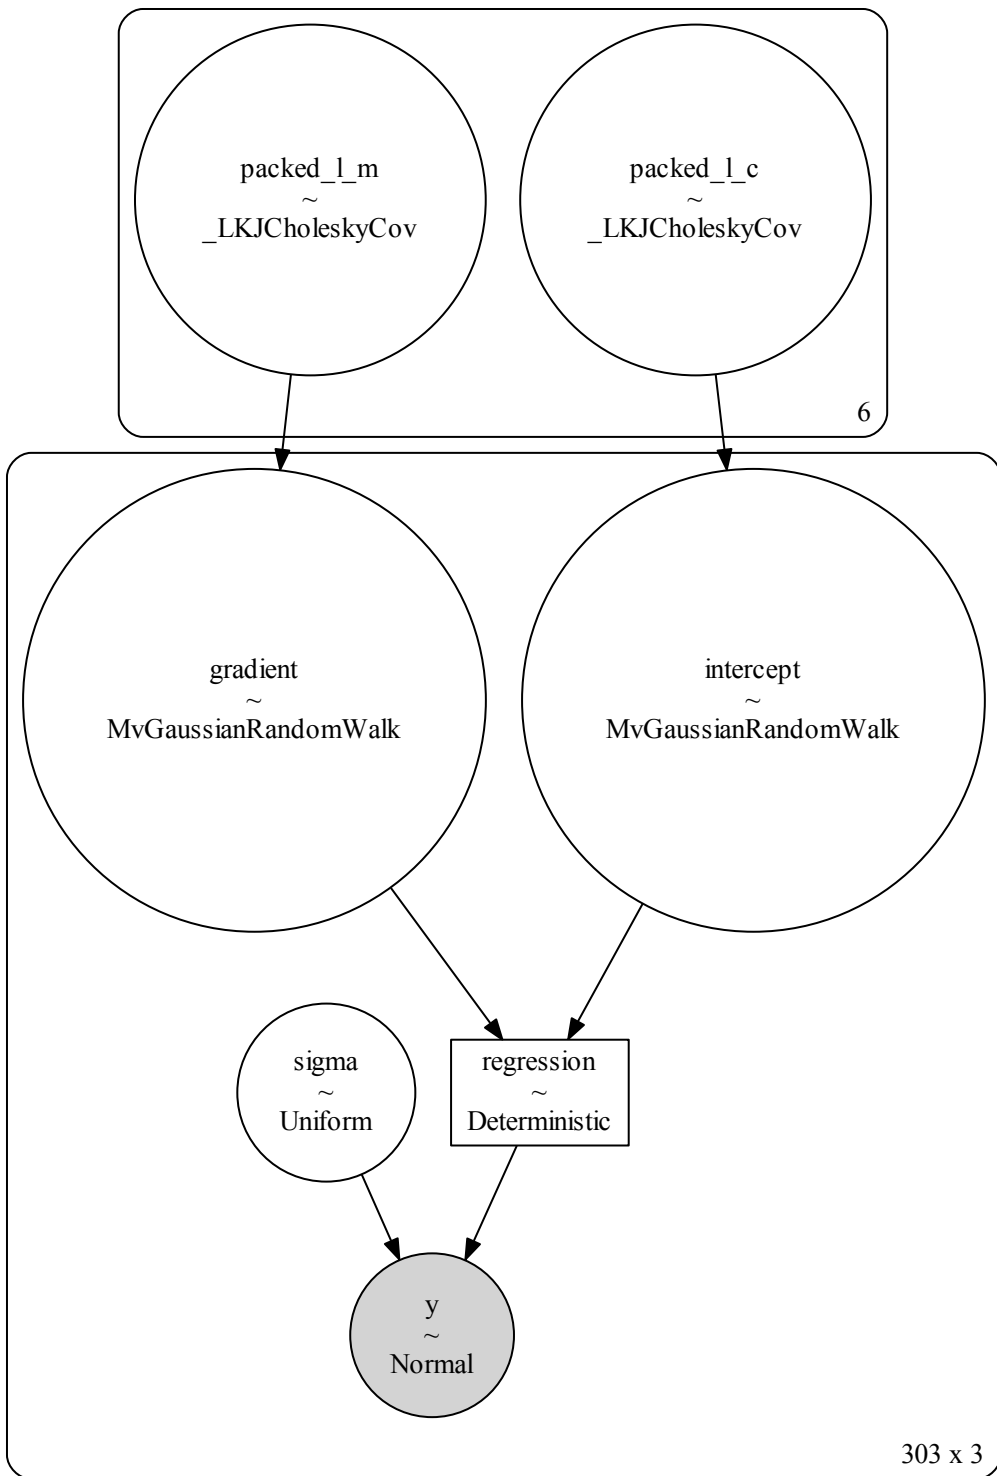 packed_l_m
~
_LKJCholeskyCov
packed_l_c
~
_LKJCholeskyCov
6
gradient
~
MvGaussianRandomWalk
intercept
~
MvGaussianRandomWalk
sigma
~
Uniform
regression
~
Deterministic
y
~
Normal
303 x 3